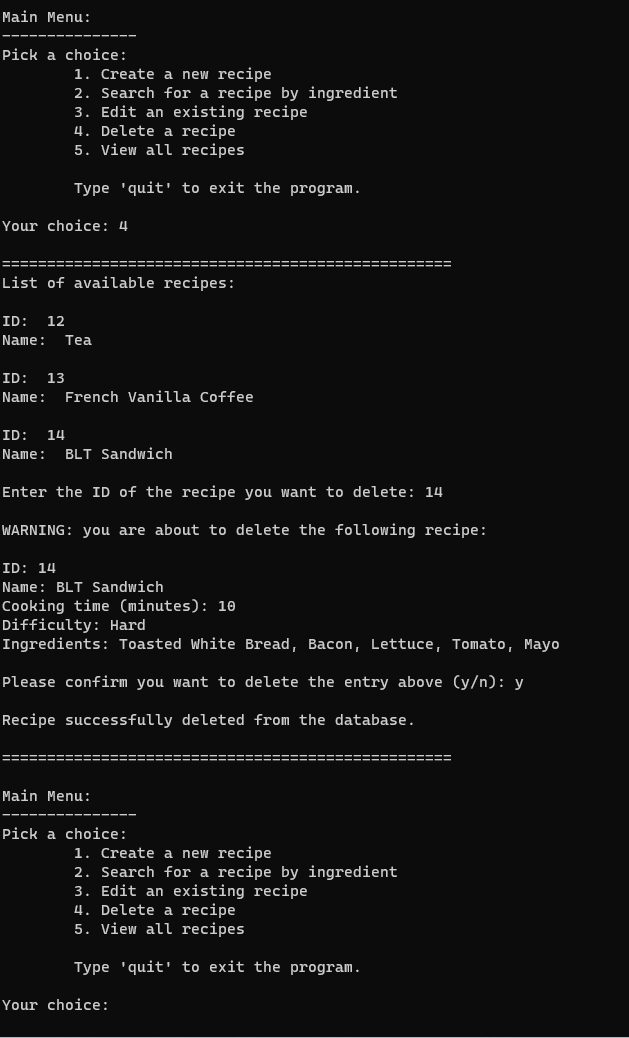 Main Menu:
---------------
Pick a choice:
        1. Create a new recipe
        2. Search for a recipe by ingredient
        3. Edit an existing recipe
        4. Delete a recipe
        5. View all recipes

        Type 'quit' to exit the program.

Your choice: 4

==================================================
List of available recipes:

ID:  12
Name:  Tea

ID:  13
Name:  French Vanilla Coffee

ID:  14
Name:  BLT Sandwich

Enter the ID of the recipe you want to delete: 14

WARNING: you are about to delete the following recipe:

ID: 14
Name: BLT Sandwich
Cooking time (minutes): 10
Difficulty: Hard
Ingredients: Toasted White Bread, Bacon, Lettuce, Tomato, Mayo

Please confirm you want to delete the entry above (y/n): y

Recipe successfully deleted from the database.

==================================================

Main Menu:
---------------
Pick a choice:
        1. Create a new recipe
        2. Search for a recipe by ingredient
        3. Edit an existing recipe
        4. Delete a recipe
        5. View all recipes

        Type 'quit' to exit the program.

Your choice: